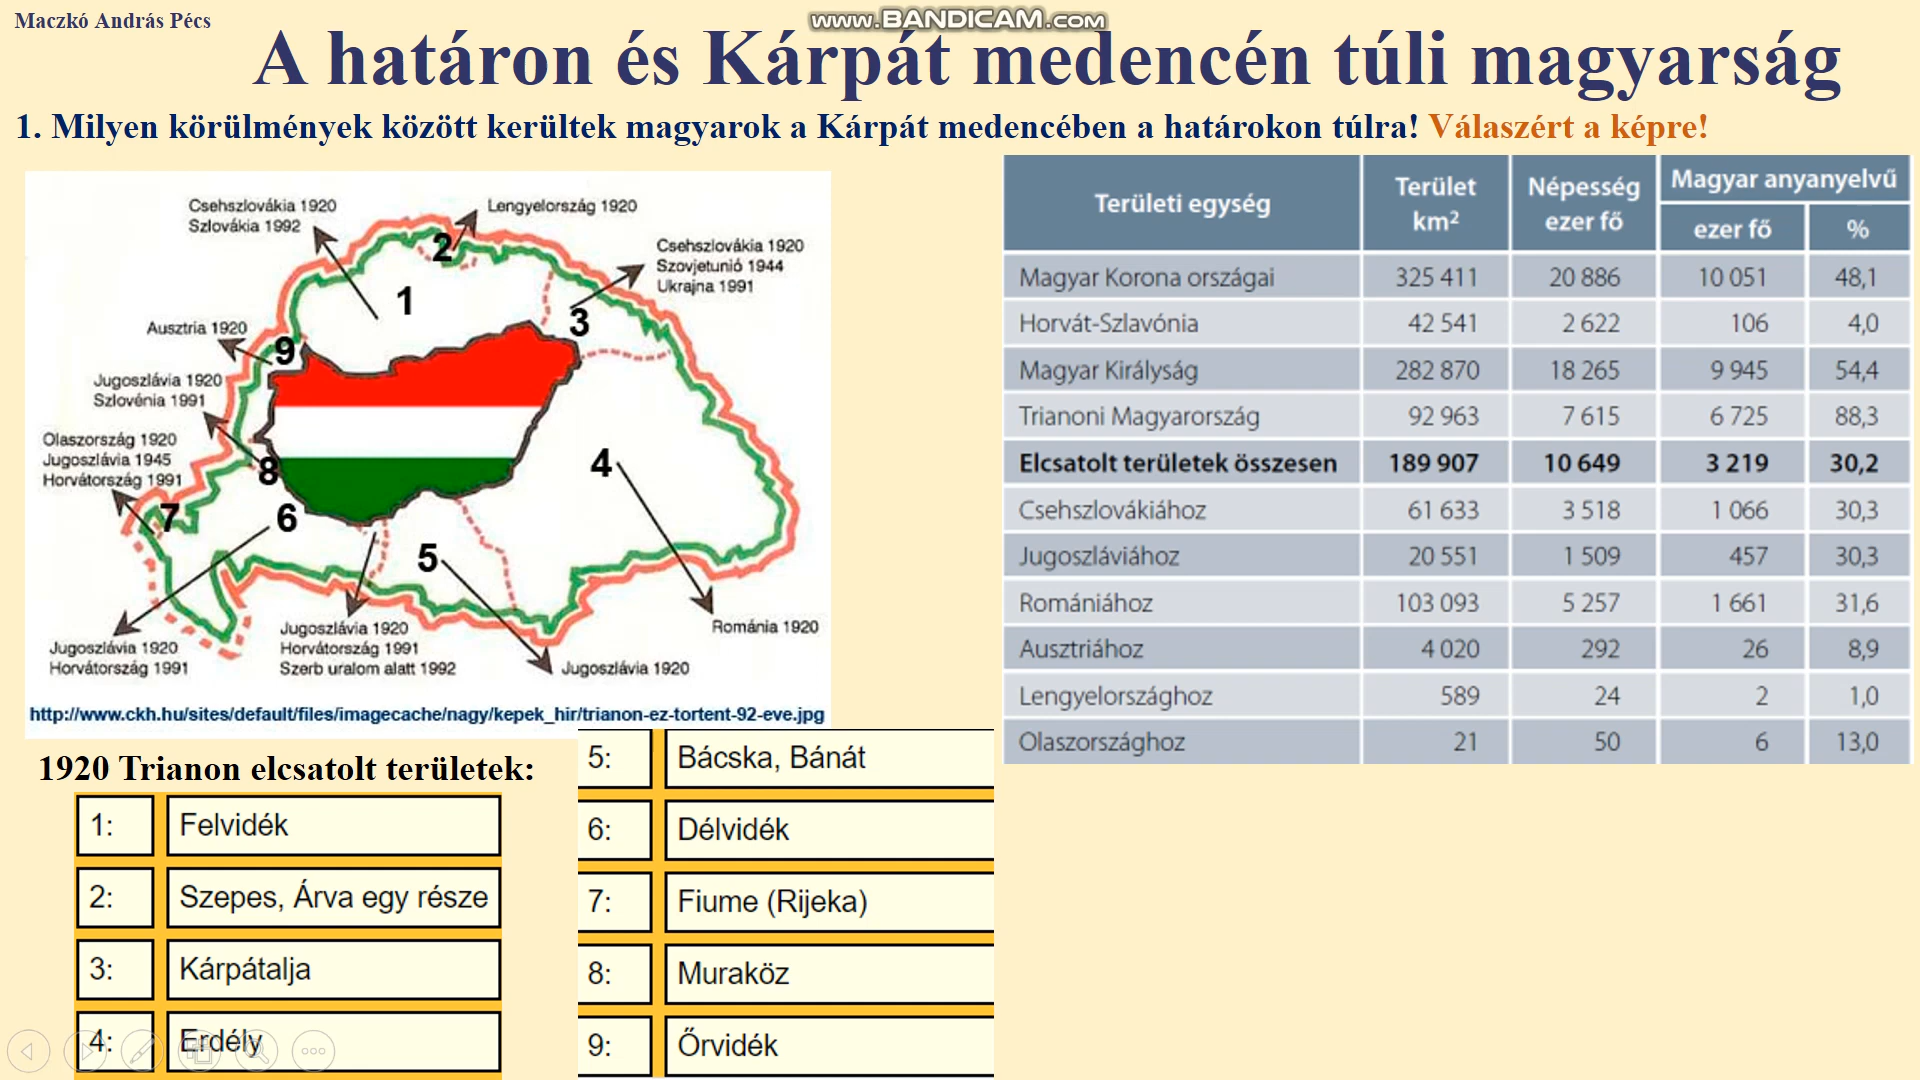 Maczkó András Pécs
www.BANDICAM.com
A határon és Kárpát medencén túli magyarság
1. Milyen körülmények között kerültek magyarok a Kárpát medencében a határokon túlra! Válaszért a képre!
Csehszlovákia 1920
Szlovákia 1992
Lengyelország 1920
Csehszlovákia 1920
Szovjetunió 1944
Ukrajna 1991
Ausztria 1920
Jugoszlávia 1920
Szlovénia 1991
Olaszország 1920
Jugoszlávia 1945
Horvátország 1991
1
2
3
4
5
6
7
8
9
Jugoszlávia 1920
Horvátország 1991
Jugoszlávia 1920
Horvátország 1991
Szerb uralom alatt 1992
Jugoszlávia 1920
Románia 1920
http://www.ckh.hu/sites/default/files/imagecache/nagy/kepek_hir/trianon-ez-tortent-92-eve.jpg
Területi egység Terület km² Népesség ezer fő Magyar anyanyelvű
ezer fő %
Magyar Korona országai 325 411 20 886 10 051 48,1
Horvát-Szlavónia 42 541 2 622 106 4,0
Magyar Királyság 282 870 18 265 9 945 54,4
Trianoni Magyarország 92 963 7 615 6 725 88,3
Elcsatolt területek összesen 189 907 10 649 3 219 30,2
Csehszlovákiához 61 633 3 518 1 066 30,3
Jugoszláviához 20 551 1 509 457 30,3
Romániához 103 093 5 257 1 661 31,6
Ausztriához 4 020 292 26 8,9
Lengyelországhoz 589 24 2 1,0
Olaszországhoz 21 50 6 13,0
1920 Trianon elcsatolt területek:
1: Felvidék
2: Szepes, Árva egy része
3: Kárpátalja
4: Erdély
5: Bácska, Bánát
6: Délvidék
7: Fiume (Rijeka)
8: Muraköz
9: Őrvidék